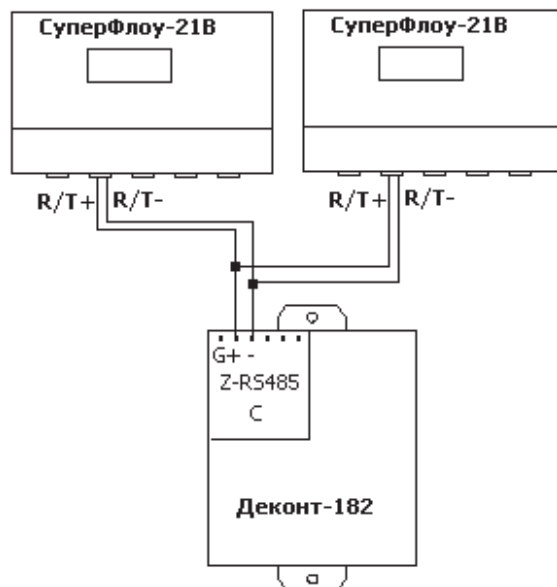 СуперФлоу-21В
СуперФлоу-21В
R/T+ R/T-
R/T+ R/T-
G+ -
Z-RS485
C
Деконт-182